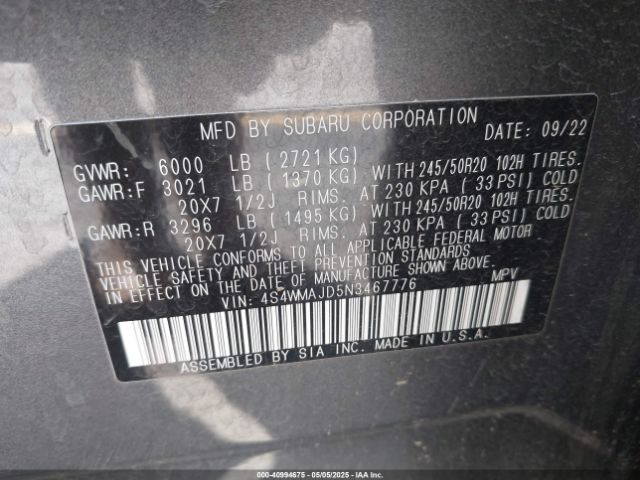 MFD BY SUBARU CORPORATION DATE: 09/22
GVWR: 6000 LB (2721 KG)
GAWR:F 3021 LB (1370 KG) WITH 245/50R20 102H TIRES.
20X7 1/2J RIMS. AT 230 KPA (33 PSI) COLD
GAWR:R 3296 LB (1495 KG) WITH 245/50R20 102H TIRES.
20X7 1/2J RIMS. AT 230 KPA (33 PSI) COLD
THIS VEHICLE CONFORMS TO ALL APPLICABLE FEDERAL MOTOR
VEHICLE SAFETY AND THEFT PREVENTION STANDARDS
IN EFFECT ON THE DATE OF MANUFACTURE SHOWN ABOVE.
VIN: 4S4WMAJD5N3467776 MPV
ASSEMBLED BY SIA INC. MADE IN U.S.A.
000-40994675 - 05/05/2025 - IAAI.COM